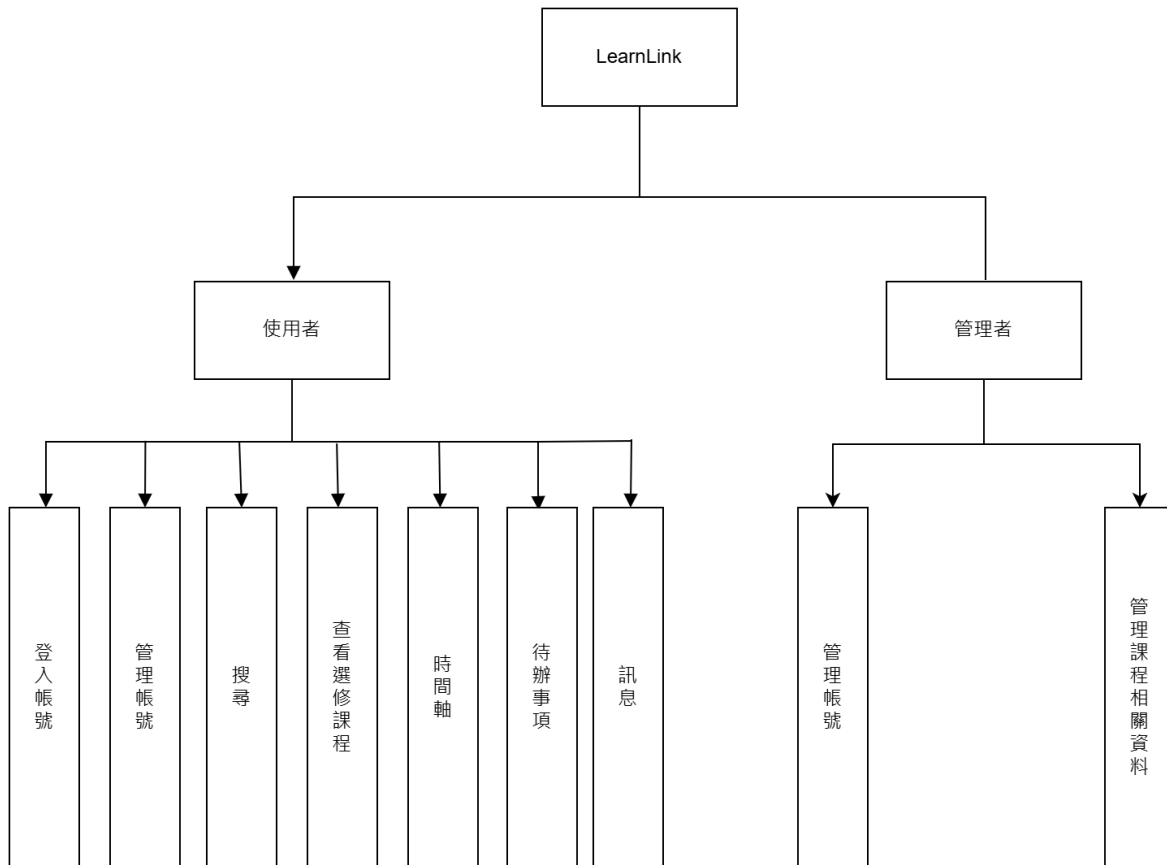 LearnLink
使用者
管理者
登入帳號
管理帳號
搜尋
查看選修課程
時間軸
待辦事項
訊息
管理帳號
管理課程相關資料